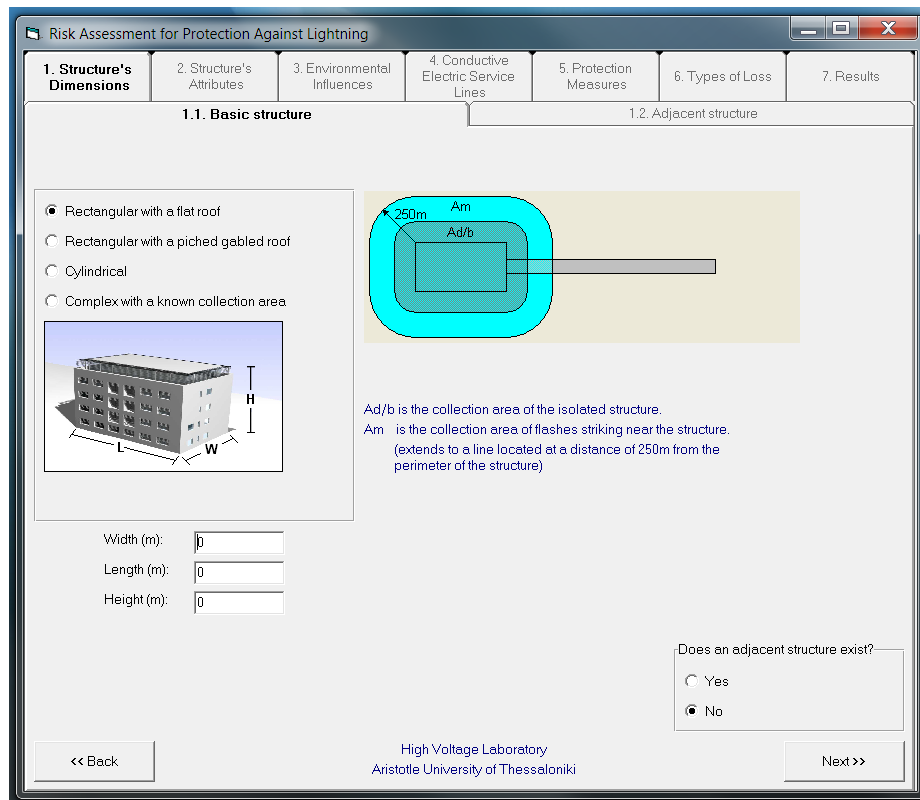 Risk Assessment for Protection Against Lightning
1. Structure's
Dimensions
2. Structure's
Attributes
3. Environmental
Influences
4. Conductive
Electric Service
Lines
5. Protection
Measures
6. Types of Loss
7. Results
1.1. Basic structure
1.2. Adjacent structure
Rectangular with a flat roof
Rectangular with a piched gabled roof
Cylindrical
Complex with a known collection area
H
L
W
Am
250m
Ad/b
Ad/b is the collection area of the isolated structure.
Am is the collection area of flashes striking near the structure.
(extends to a line located at a distance of 250m from the
perimeter of the structure)
Width (m): 0
Length (m): 0
Height (m): 0
Does an adjacent structure exist?
Yes
No
<< Back
High Voltage Laboratory
Aristotle University of Thessaloniki
Next >>